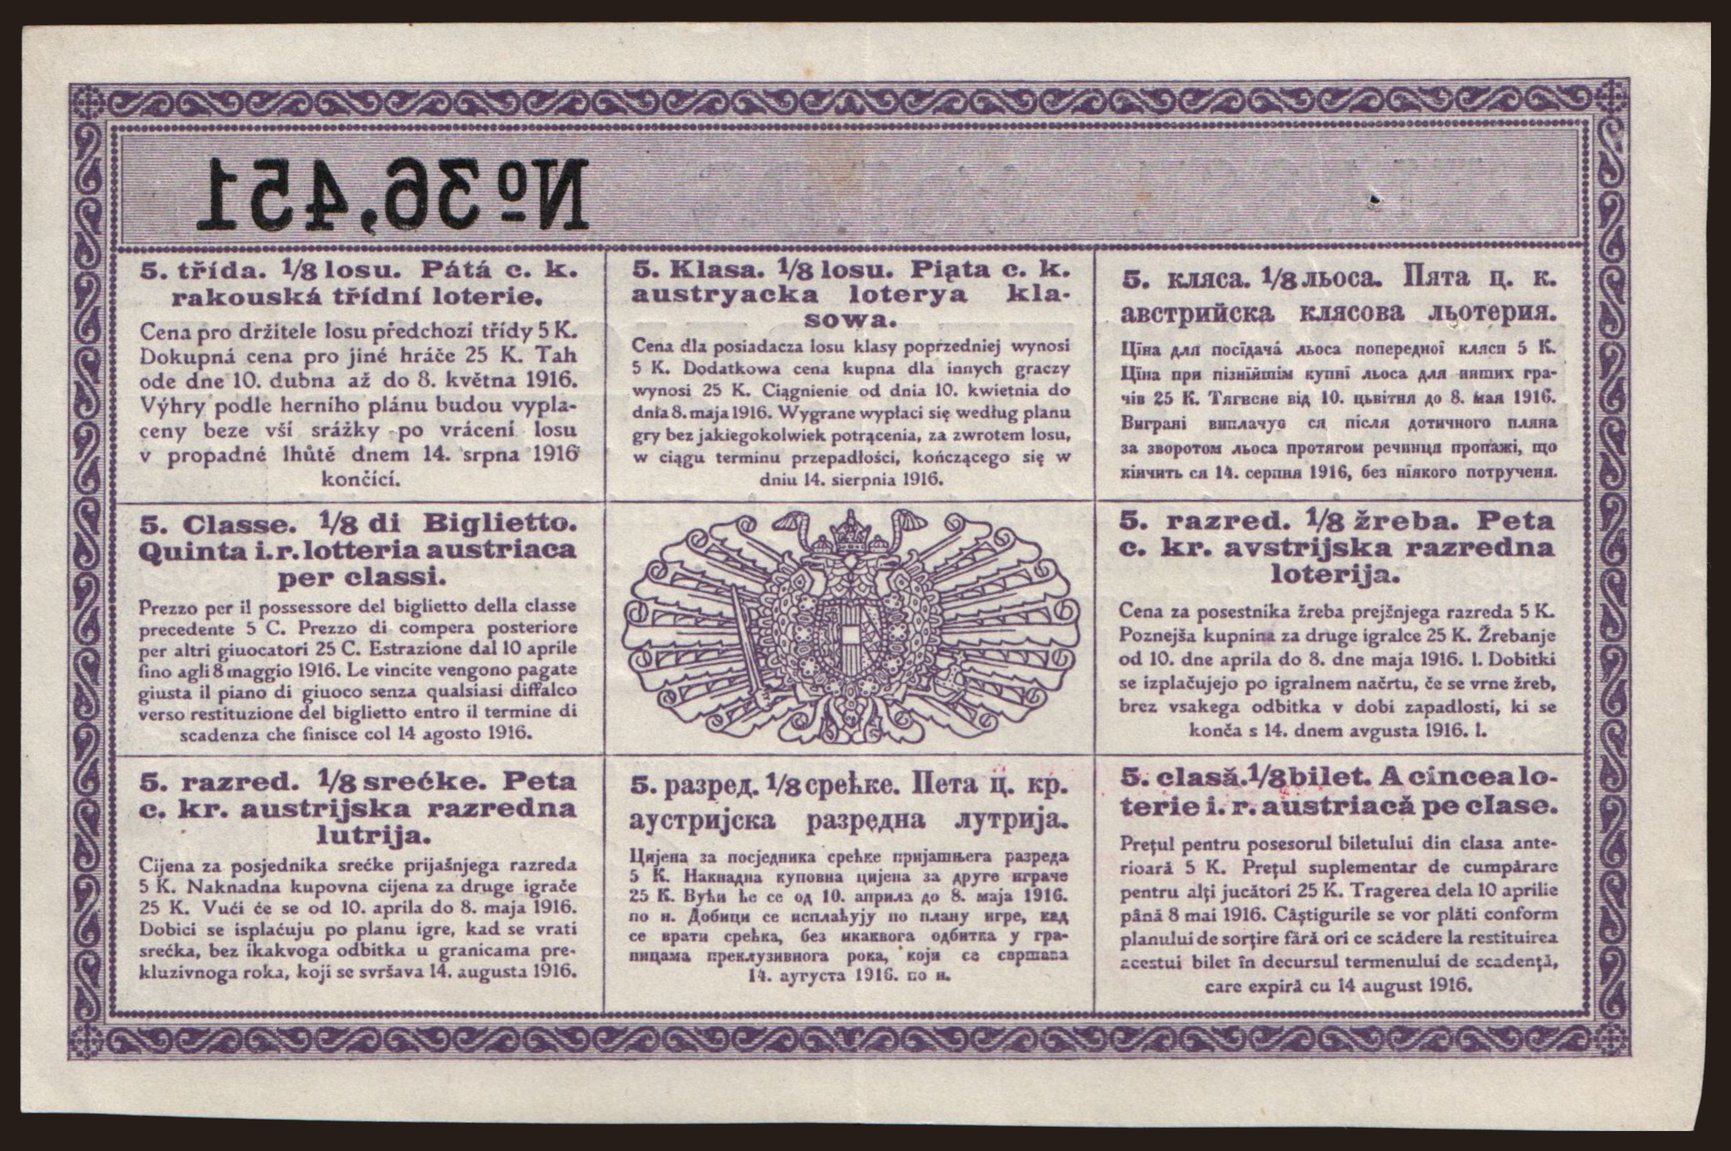 № 36,451
5. třída. 1/8 losu. Pátá c. k.
rakouská třídní loterie.
Cena pro držitele losu předchozí třídy 5 K.
Dokupná cena pro jiné hráče 25 K. Tah
ode dne 10. dubna až do 8. května 1916.
Výhry podle herního plánu budou vypla-
ceny beze vší srážky po vrácení losu
v propadné lhůtě dnem 14. srpna 1916
končící.
5. Klasa. 1/8 losu. Piąta c. k.
austryacka loterya kla-
sowa.
Cena dla posiadacza losu klasy poprzedniej wynosi
5 K. Dodatkowa cena kupna dla innych graczy
wynosi 25 K. Ciągnienie od dnia 10. kwietnia do
dnia 8. maja 1916. Wygrane wypłaci się według planu
gry bez jakiegokolwiek potrącenia, za zwrotem losu,
w ciągu terminu przepadłości, kończącego się w
dniu 14. sierpnia 1916.
5. кляса. 1/8 льоса. Пята ц. к.
австрийска клясова льотерия.
Цїна для посїдача льоса попередної кляси 5 К.
Цїна при пізнїйшім купнї льоса для инших гра-
чів 25 К. Тягнене від 10. цьвітня до 8. мая 1916.
Виграні виплачує ся після дотичного пляна
за зворотом льоса протягом речинця пропажі, що
кінчить ся 14. серпня 1916, без нїякого потрученя.
5. Classe. 1/8 di Biglietto.
Quinta i. r. lotteria austriaca
per classi.
Prezzo per il possessore del biglietto della classe
precedente 5 C. Prezzo di compera posteriore
per altri giuocatori 25 C. Estrazione dal 10 aprile
fino agli 8 maggio 1916. Le vincite vengono pagate
giusta il piano di giuoco senza qualsiasi diffalco
verso restituzione del biglietto entro il termine di
scadenza che finisce col 14 agosto 1916.
5. razred. 1/8 žreba. Peta
c. kr. avstrijska razredna
loterija.
Cena za posestnika žreba prejšnjega razreda 5 K.
Poznejša kupnina za druge igralce 25 K. Žrebanje
od 10. dne aprila do 8. dne maja 1916. l. Dobitki
se izplačujejo po igralnem načrtu, če se vrne žreb,
brez vsakega odbitka v dobi zapadlosti, ki se
konča s 14. dnem avgusta 1916. l.
5. razred. 1/8 srećke. Peta
c. kr. austrijska razredna
lutrija.
Cijena za posjednika srećke prijašnjega razreda
5 K. Naknadna kupovna cijena za druge igrače
25 K. Vući će se od 10. aprila do 8. maja 1916.
Dobici se isplaćuju po planu igre, kad se vrati
srećka, bez ikakvoga odbitka u granicama pre-
kluzivnoga roka, koji se svršava 14. augusta 1916.
5. разред. 1/8 срећке. Пета ц. кр.
аустријска разредна лутрија.
Цијена за посједника срећке пријашњега разреда
5 К. Накнадна куповна цијена за друге играче
25 К. Вући ће се од 10. априла до 8. маја 1916.
по н. Добици се исплаћују по плану игре, кад
се врати срећка, без икаквога одбитка у гра-
ницама преклузивнога рока, који се свршава
14. аугуста 1916. по н.
5. clasă. 1/8 bilet. A cincea lo-
terie i. r. austriacă pe clase.
Prețul pentru posesorul biletului din clasa ante-
rioară 5 K. Prețul suplementar de cumpărare
pentru alți jucători 25 K. Tragerea dela 10 aprilie
până 8 mai 1916. Câștigurile se vor plăti conform
planului de sorțire fără ori ce scădere la restituirea
acestui bilet în decursul termenului de scadență,
care expiră cu 14 august 1916.